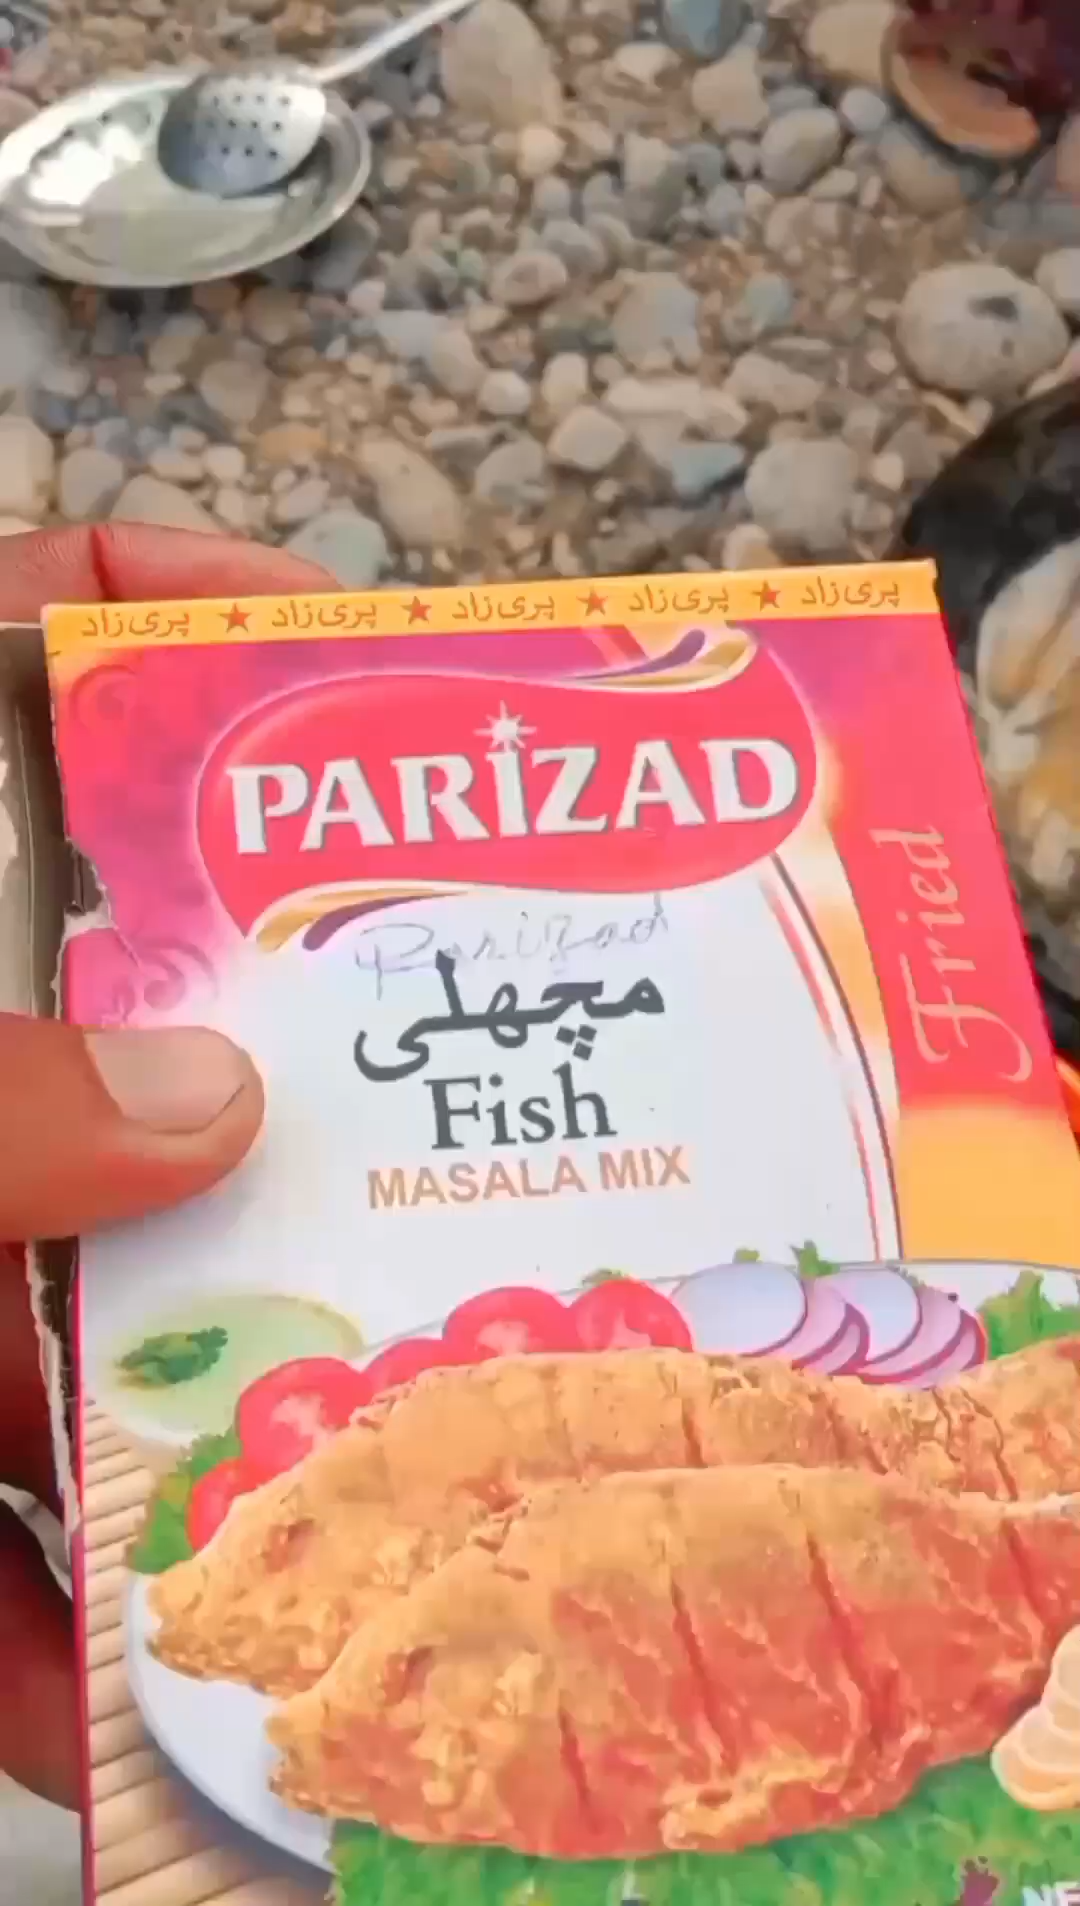 پری‌زاد ★ پری‌زاد ★ پری‌زاد ★ پری‌زاد ★ پری‌زاد
PARIZAD
Parizad
مچھلی
Fish
MASALA MIX
Fried